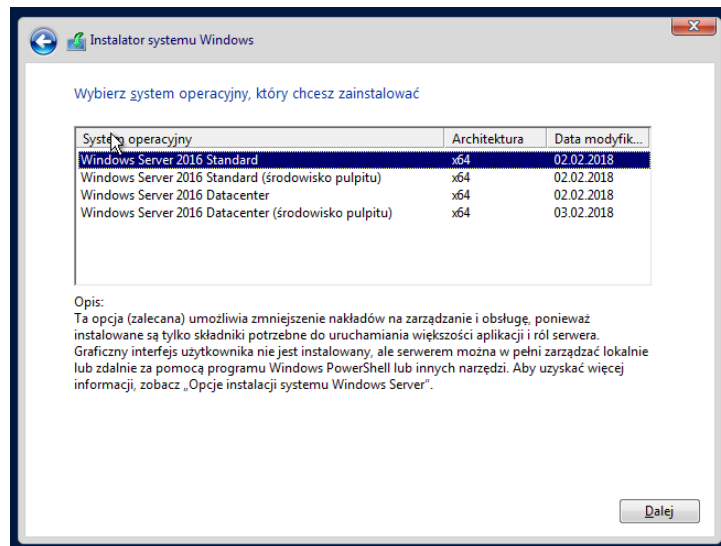 Instalator systemu Windows
Wybierz system operacyjny, który chcesz zainstalować
System operacyjny Architektura Data modyfik...
Windows Server 2016 Standard x64 02.02.2018
Windows Server 2016 Standard (środowisko pulpitu) x64 02.02.2018
Windows Server 2016 Datacenter x64 02.02.2018
Windows Server 2016 Datacenter (środowisko pulpitu) x64 03.02.2018
Opis:
Ta opcja (zalecana) umożliwia zmniejszenie nakładów na zarządzanie i obsługę, ponieważ
instalowane są tylko składniki potrzebne do uruchamiania większości aplikacji i ról serwera.
Graficzny interfejs użytkownika nie jest instalowany, ale serwerem można w pełni zarządzać lokalnie
lub zdalnie za pomocą programu Windows PowerShell lub innych narzędzi. Aby uzyskać więcej
informacji, zobacz „Opcje instalacji systemu Windows Server”.
Dalej